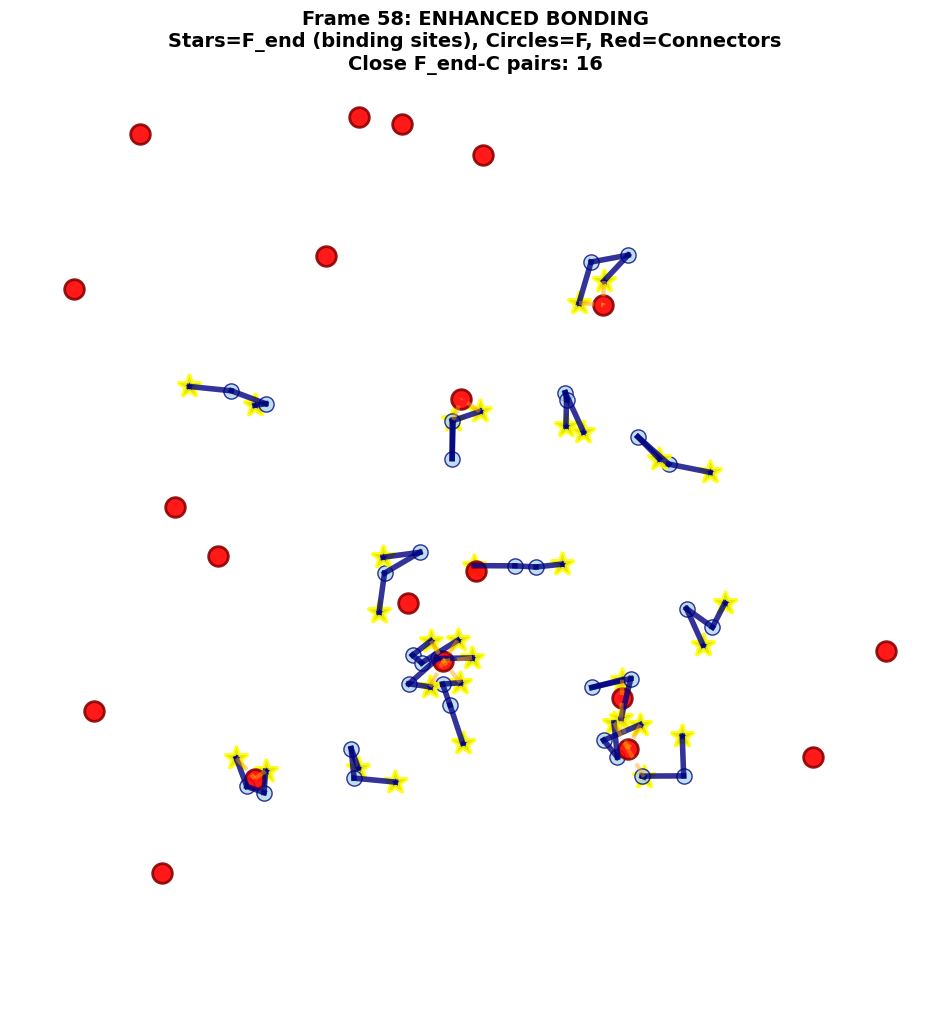 Frame 58: ENHANCED BONDING
Stars=F_end (binding sites), Circles=F, Red=Connectors
Close F_end-C pairs: 16